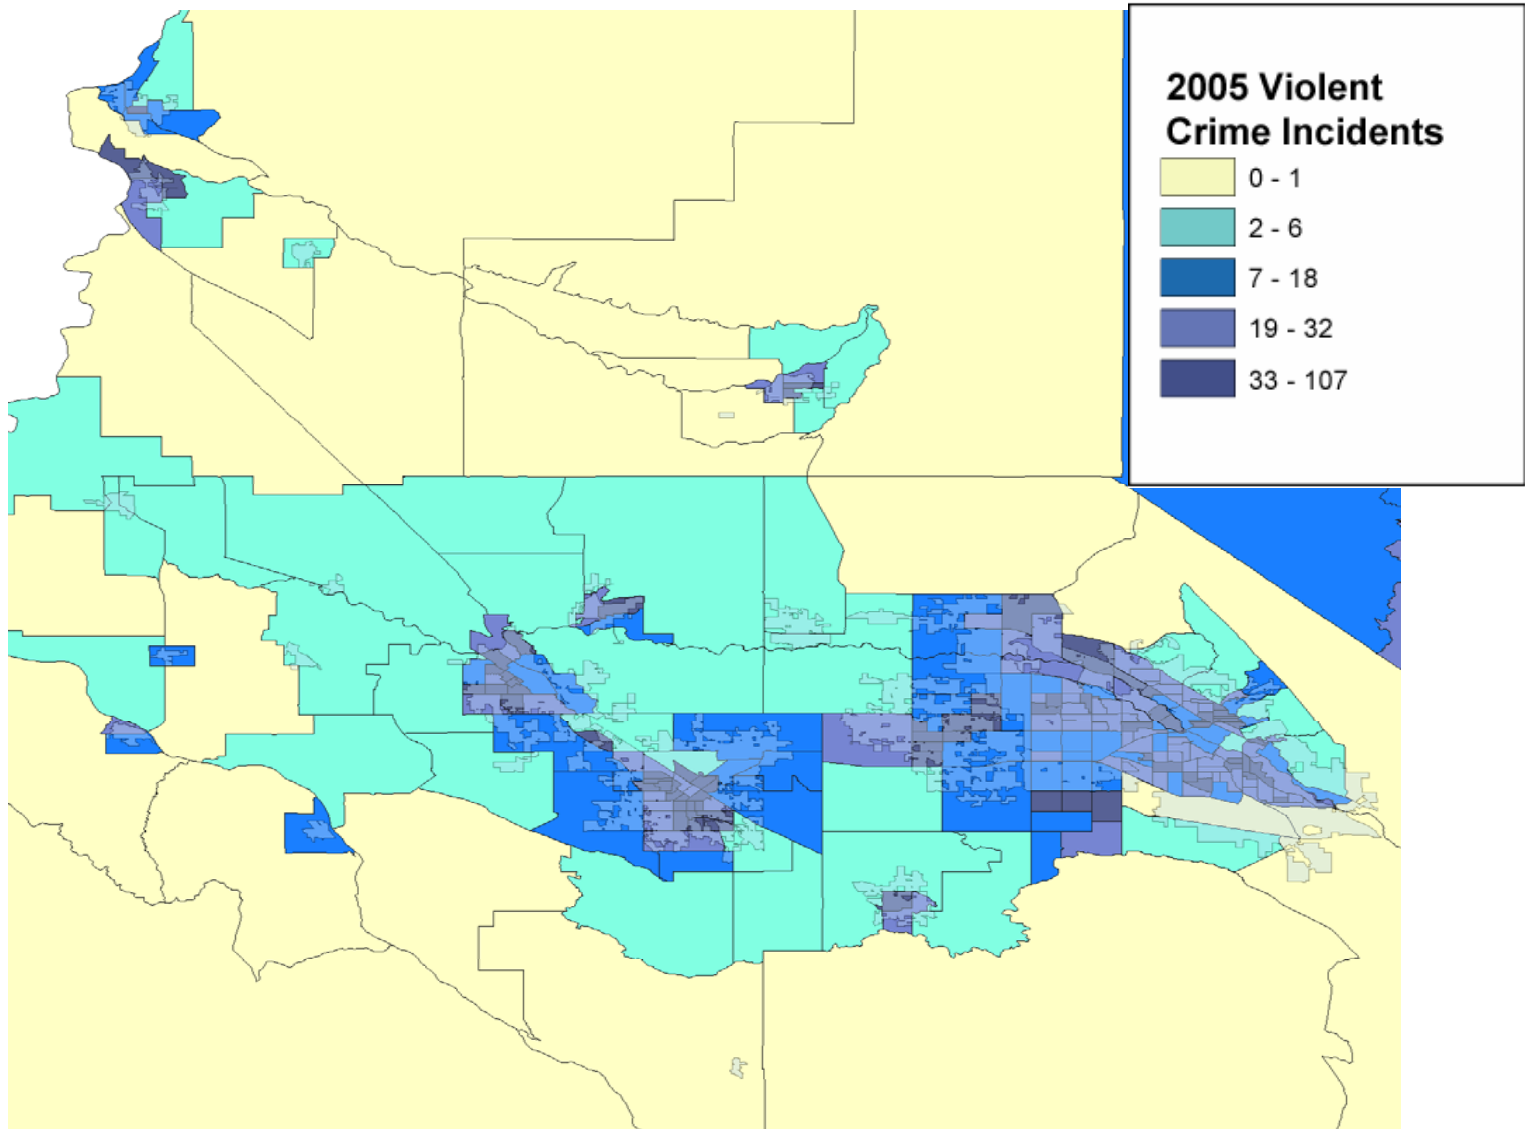 2005 Violent
Crime Incidents
0 - 1
2 - 6
7 - 18
19 - 32
33 - 107